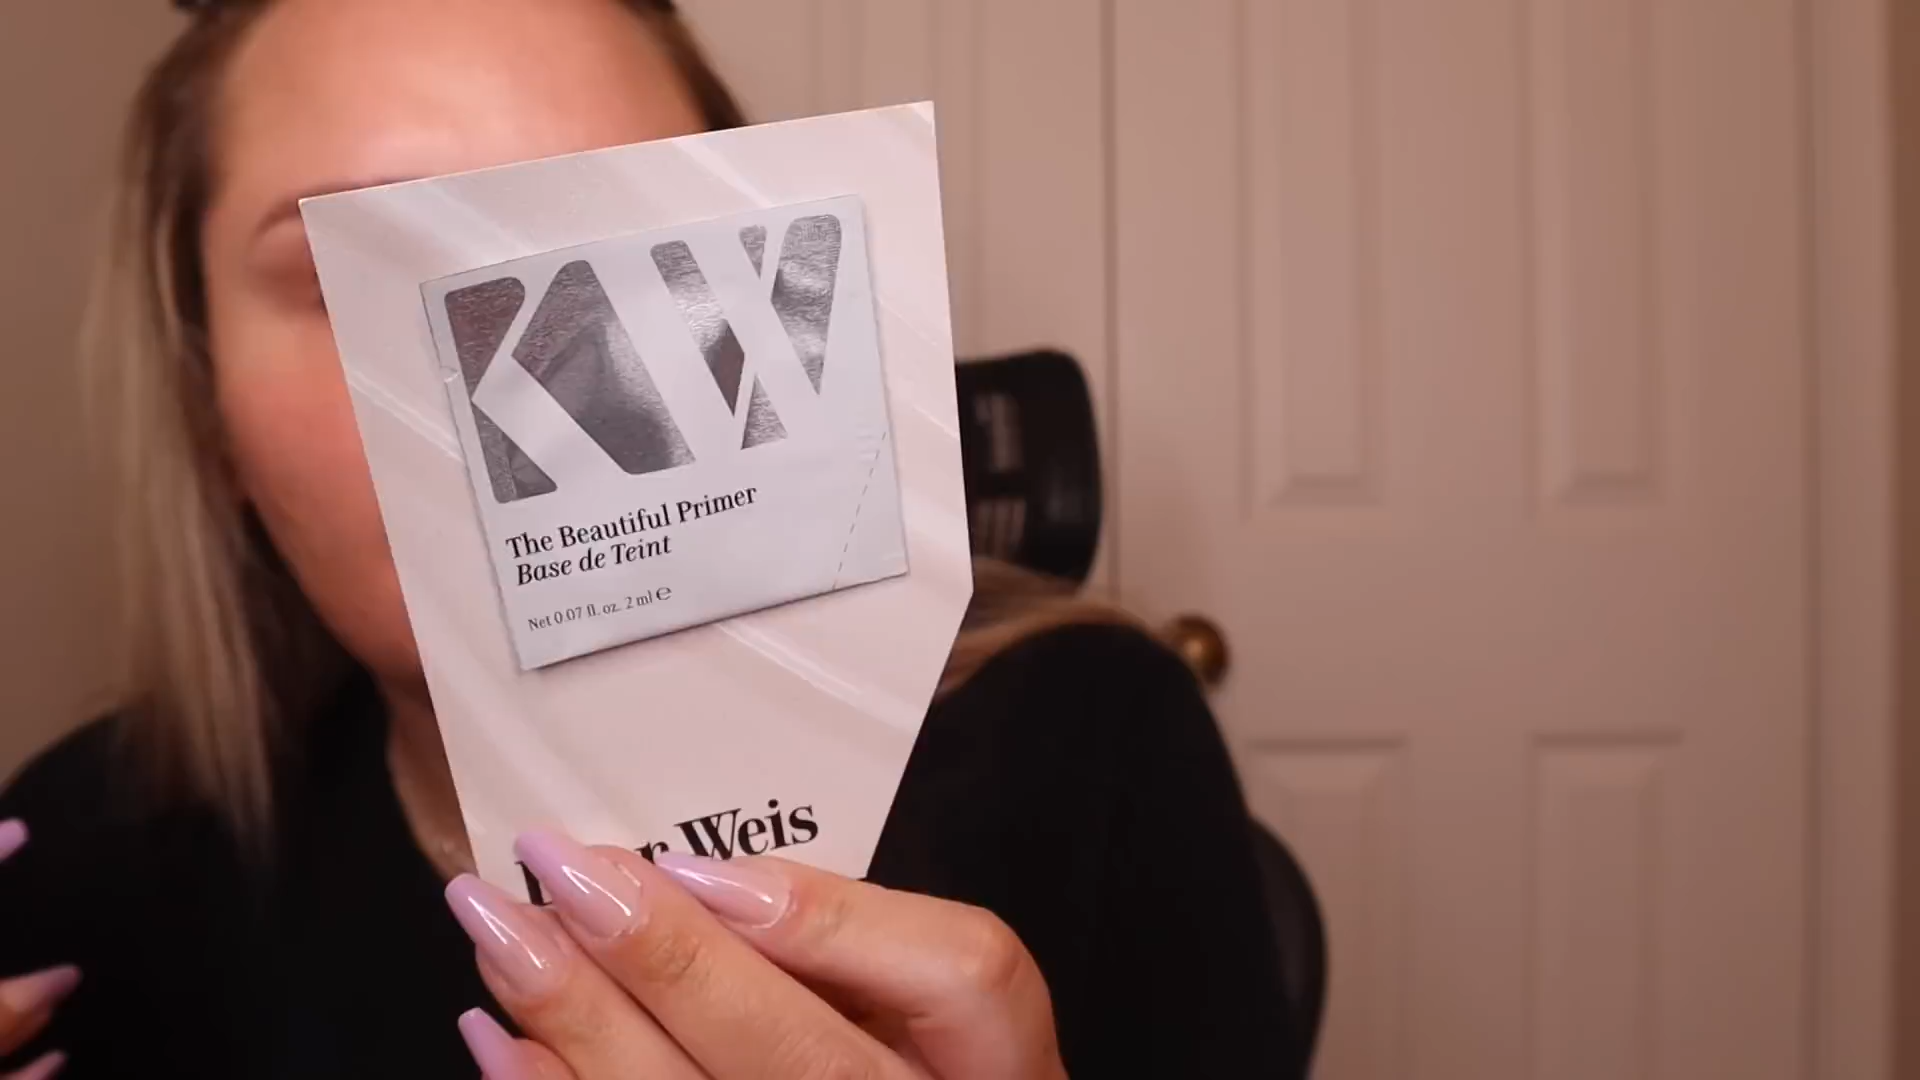 KW
The Beautiful Primer
Base de Teint
Net 0.07 fl. oz. 2 ml ℮
Weis